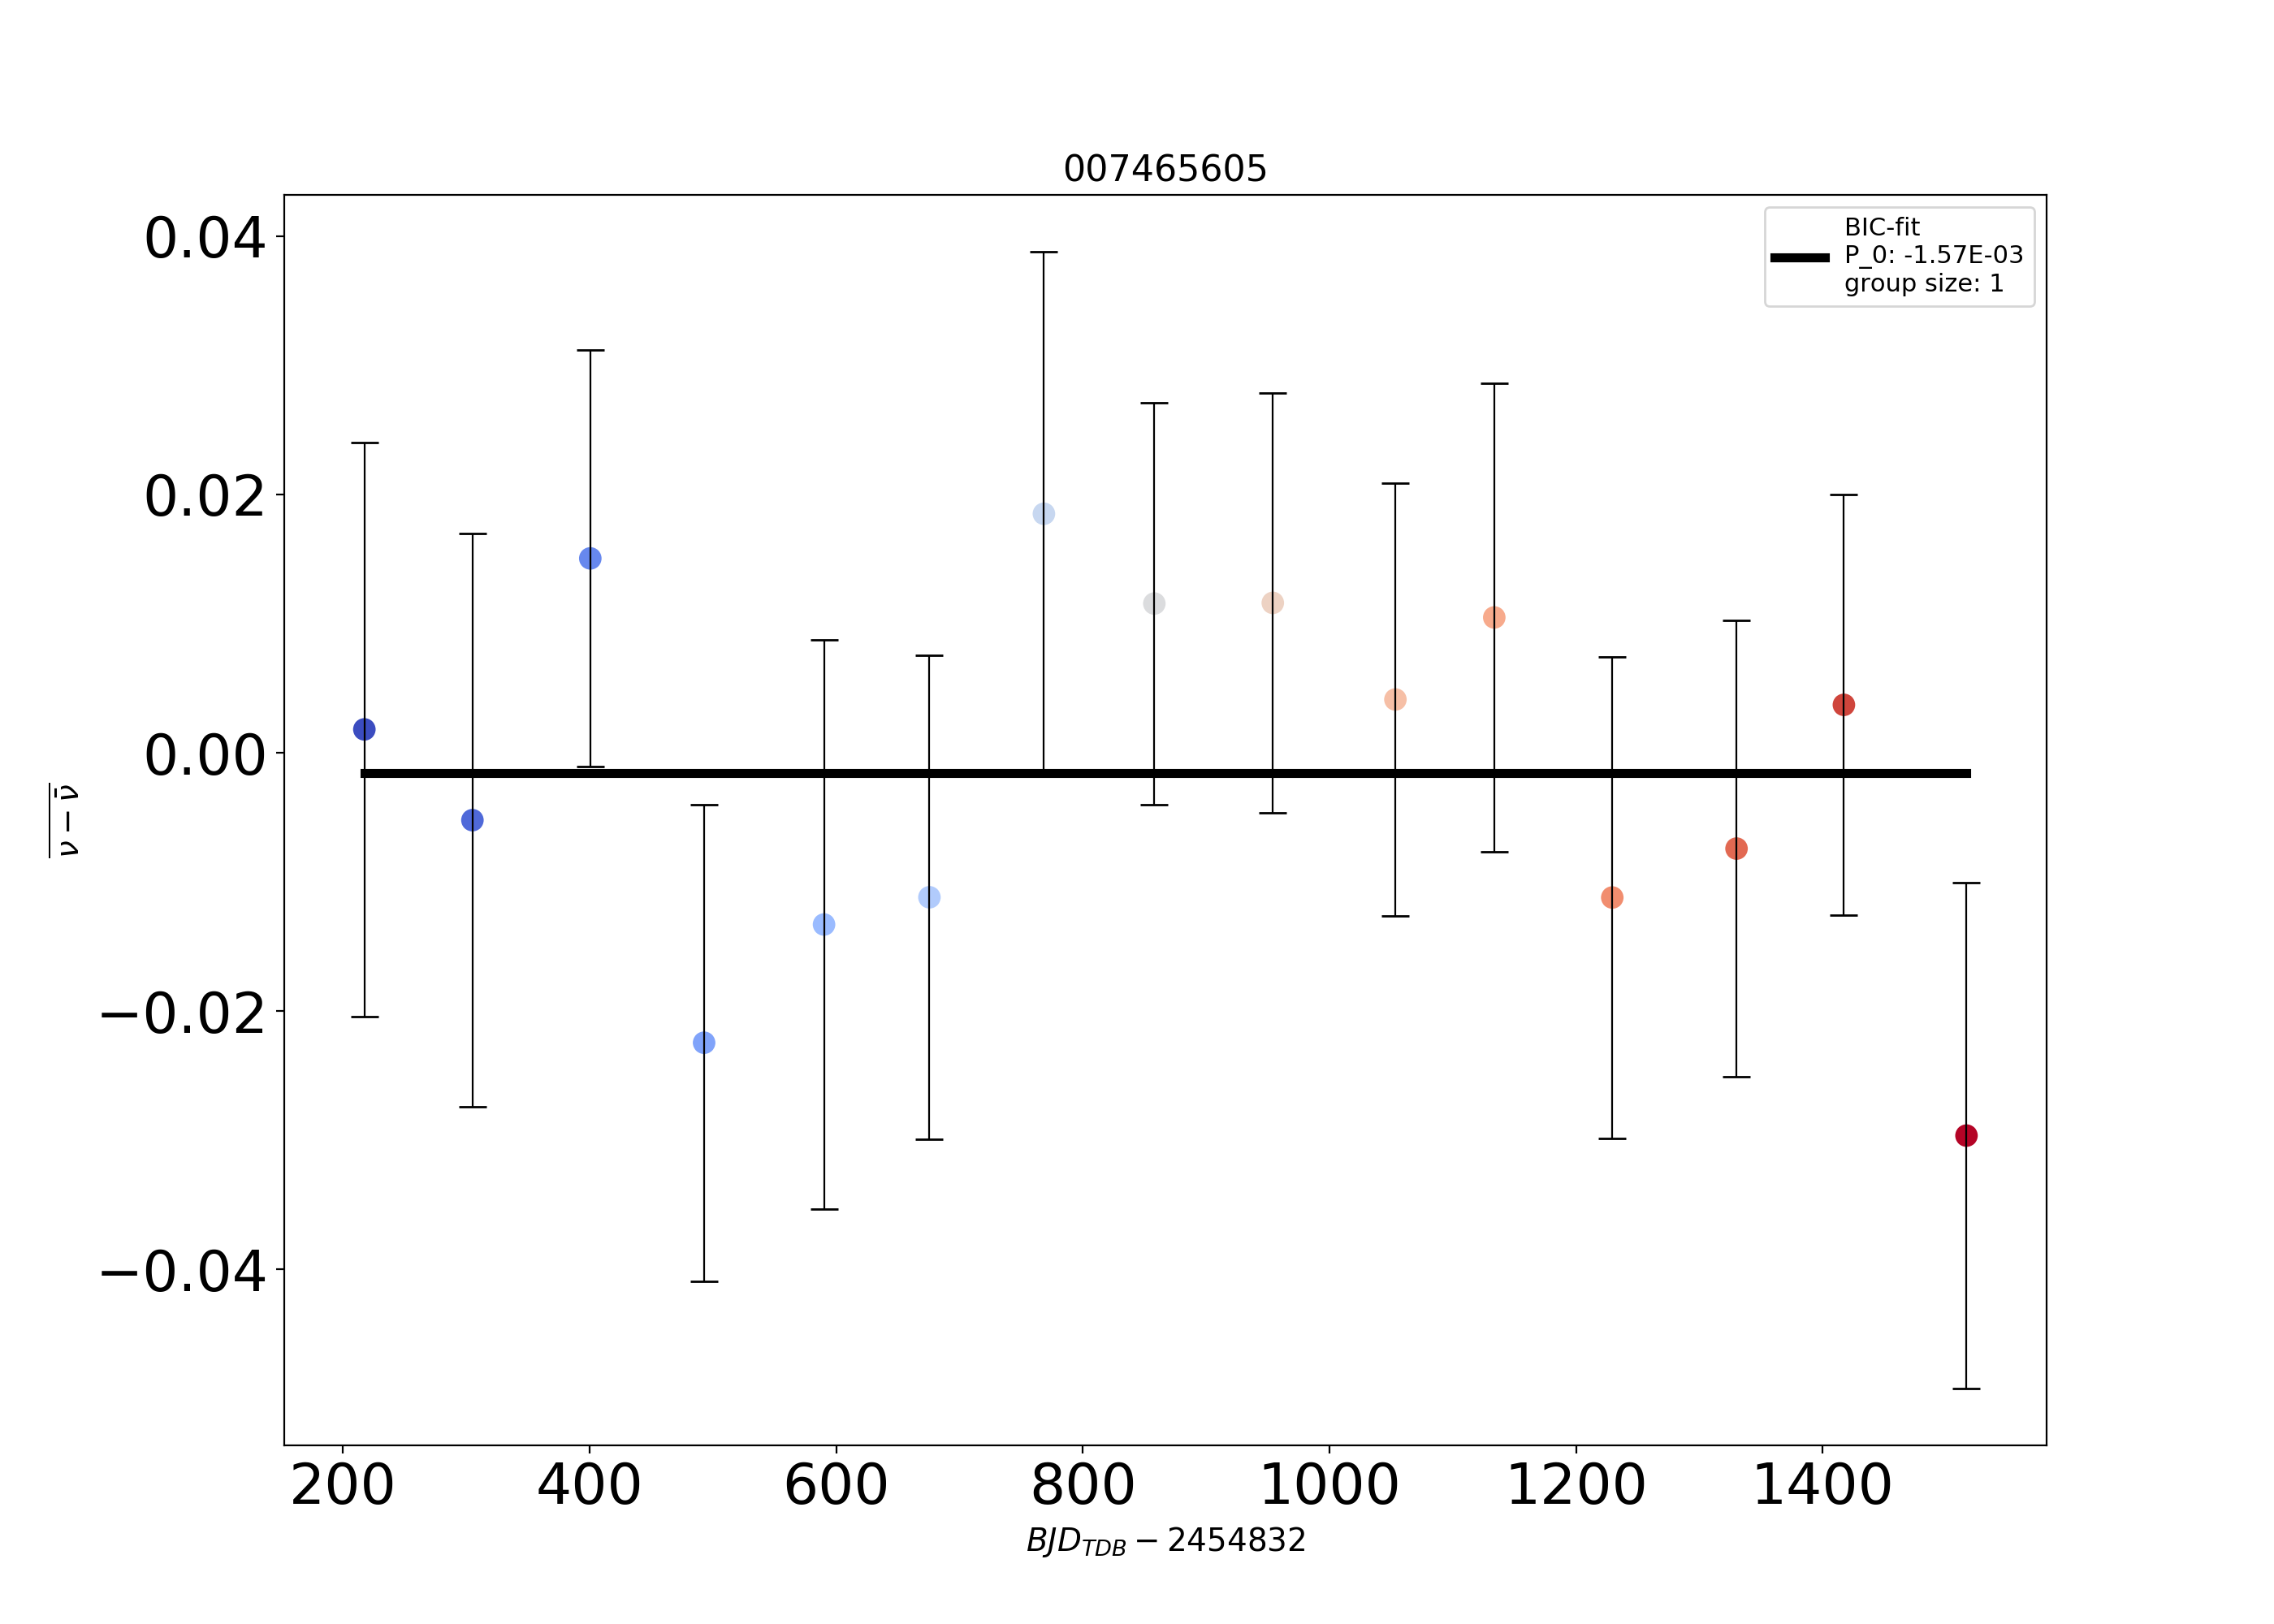 007465605
BIC-fit
P_0: -1.57E-03
group size: 1
0.04
0.02
0.00
−0.02
−0.04
ν − ν̄
200 400 600 800 1000 1200 1400
BJD_TDB − 2454832